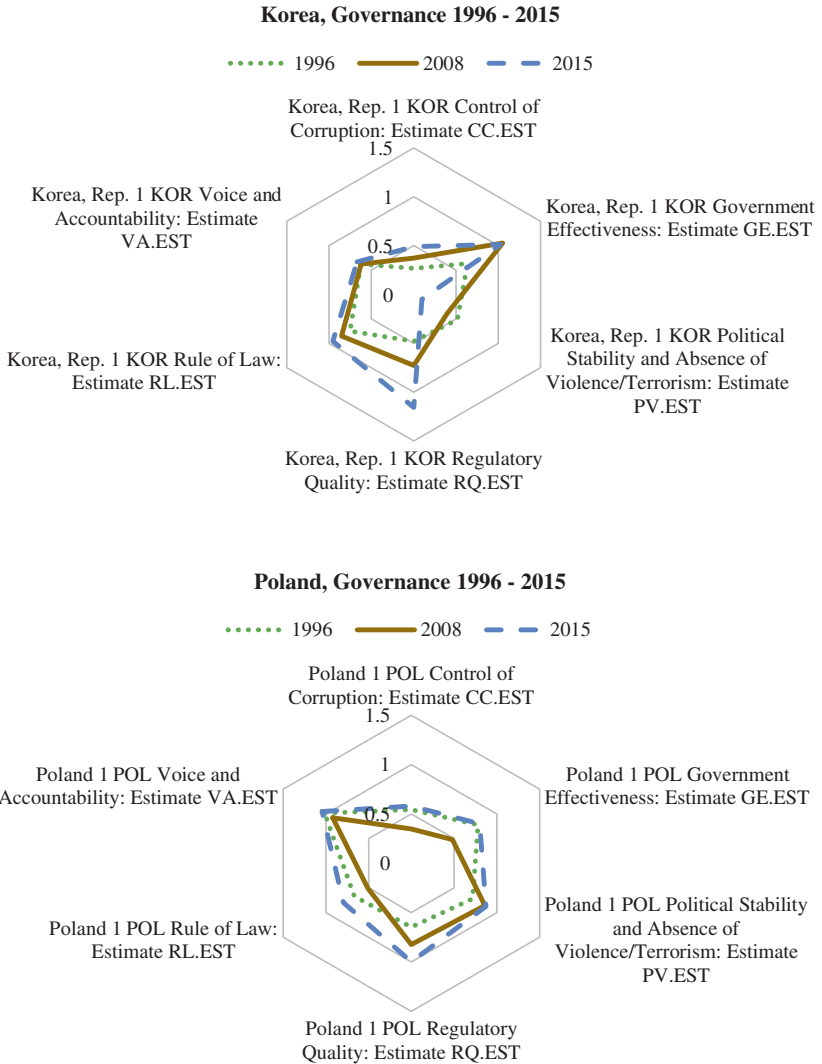 Korea, Governance 1996 - 2015
1996 2008 2015
Korea, Rep. 1 KOR Control of
Corruption: Estimate CC.EST
1.5
1
0.5
0
Korea, Rep. 1 KOR Government
Effectiveness: Estimate GE.EST
Korea, Rep. 1 KOR Political
Stability and Absence of
Violence/Terrorism: Estimate
PV.EST
Korea, Rep. 1 KOR Regulatory
Quality: Estimate RQ.EST
Korea, Rep. 1 KOR Rule of Law:
Estimate RL.EST
Korea, Rep. 1 KOR Voice and
Accountability: Estimate
VA.EST
Poland, Governance 1996 - 2015
1996 2008 2015
Poland 1 POL Control of
Corruption: Estimate CC.EST
1.5
1
0.5
0
Poland 1 POL Government
Effectiveness: Estimate GE.EST
Poland 1 POL Political Stability
and Absence of
Violence/Terrorism: Estimate
PV.EST
Poland 1 POL Regulatory
Quality: Estimate RQ.EST
Poland 1 POL Rule of Law:
Estimate RL.EST
Poland 1 POL Voice and
Accountability: Estimate VA.EST